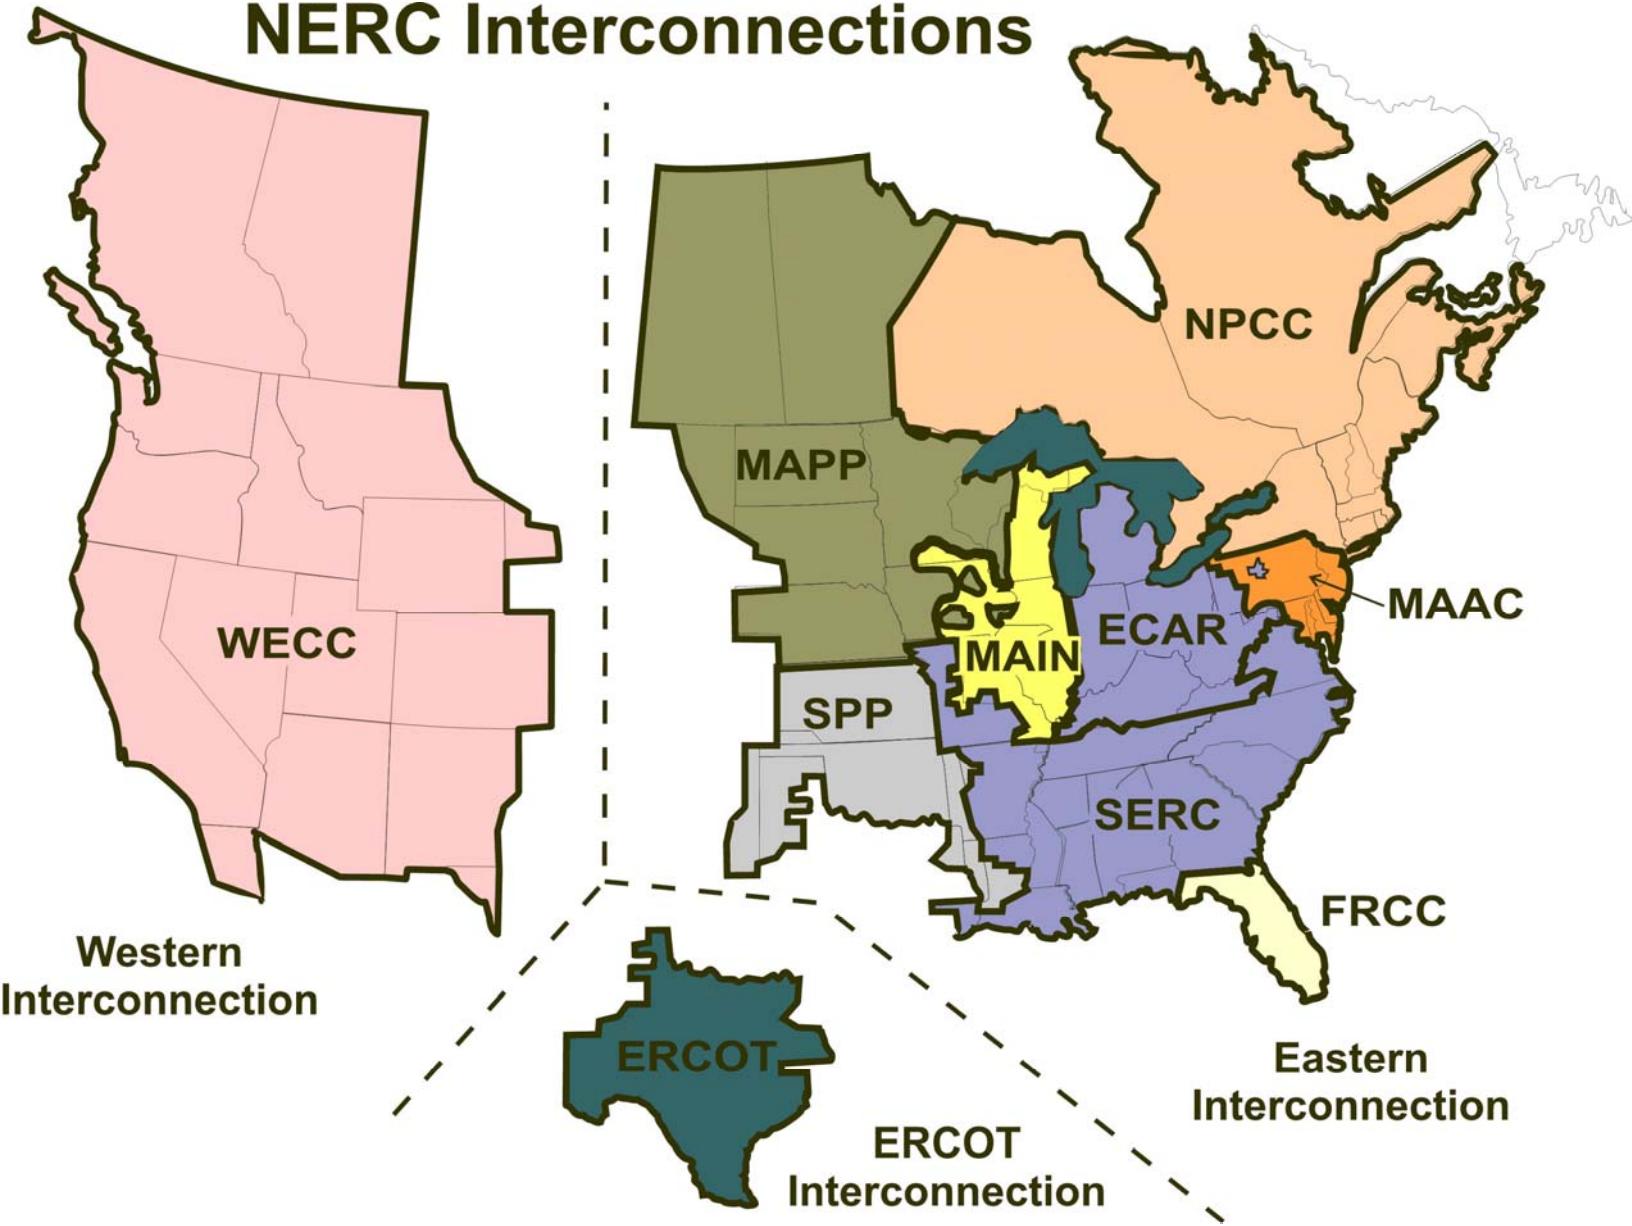 NERC Interconnections
NPCC
MAPP
MAAC
ECAR
WECC
MAIN
SPP
SERC
FRCC
Western
Interconnection
ERCOT
Eastern
Interconnection
ERCOT
Interconnection